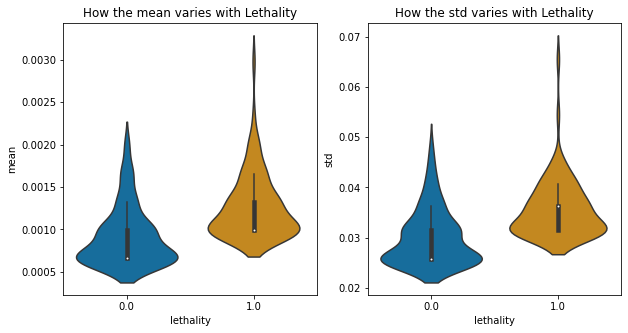 How the mean varies with Lethality
mean
0.0030
0.0025
0.0020
0.0015
0.0010
0.0005
0.0 1.0
lethality
How the std varies with Lethality
std
0.07
0.06
0.05
0.04
0.03
0.02
0.0 1.0
lethality